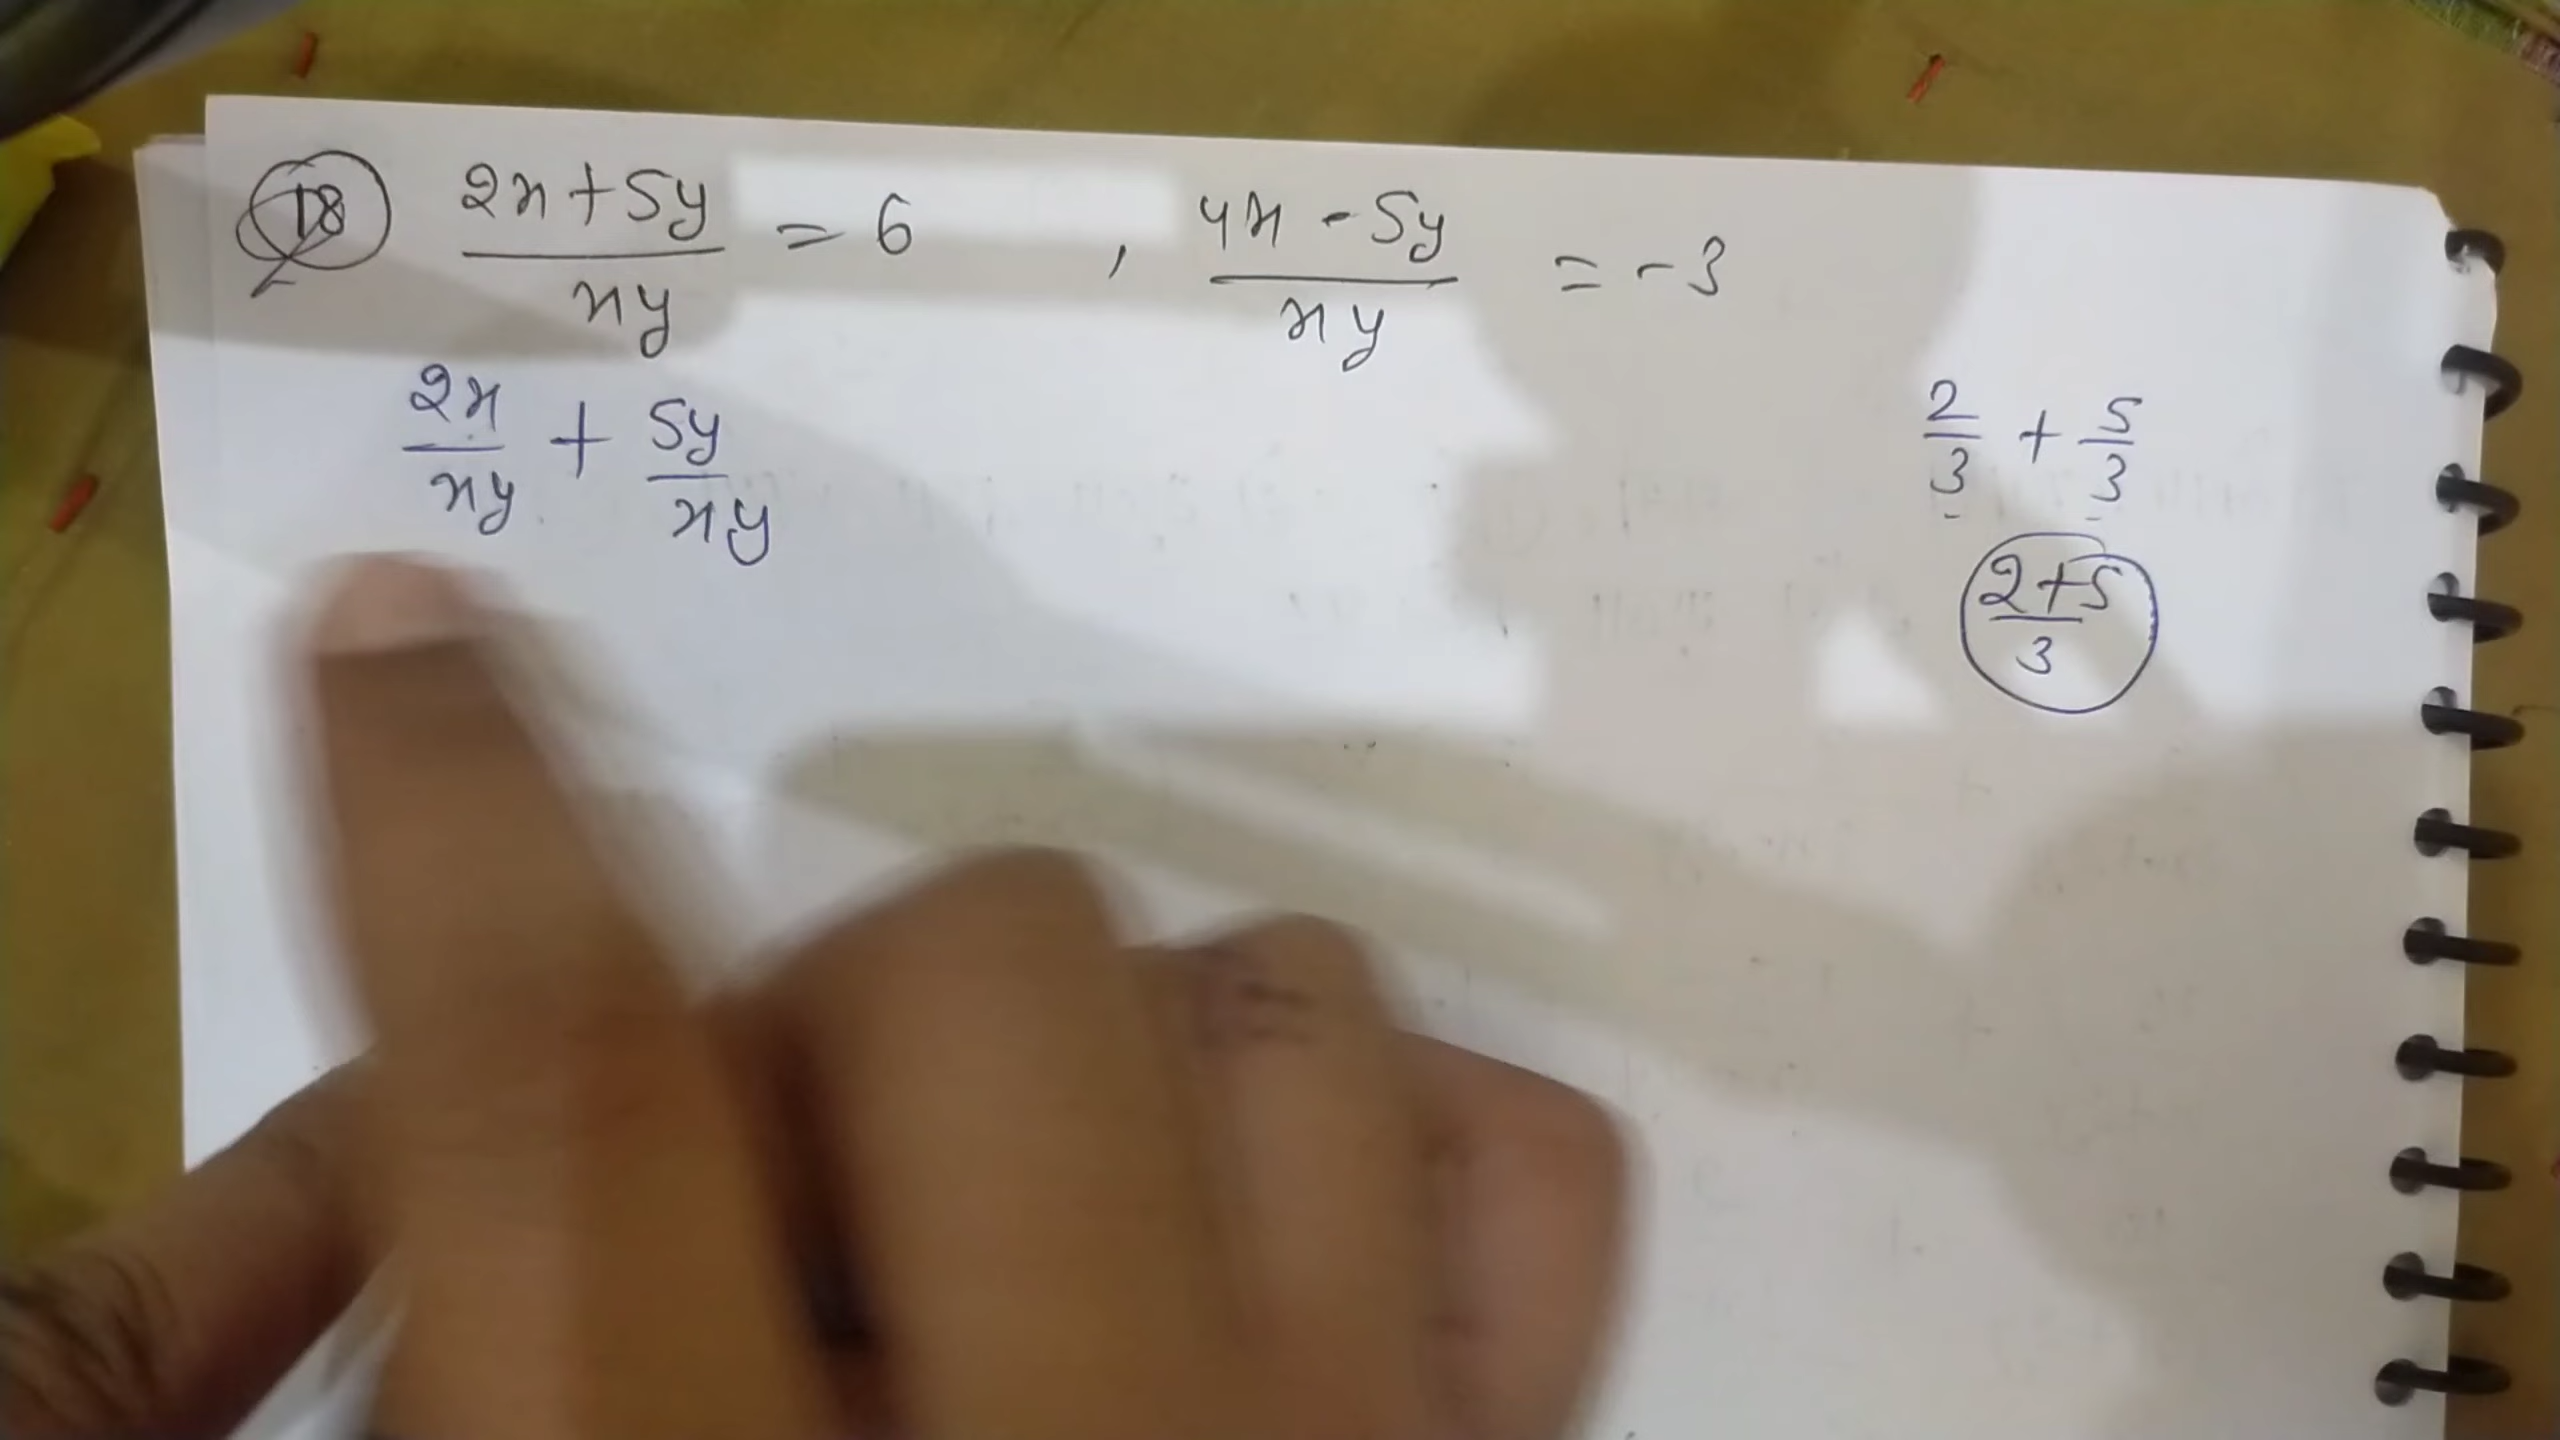 18 2x+5y/xy = 6 , 4x-5y/xy = -3
2x/xy + 5y/xy
2/3 + 5/3
2+5/3